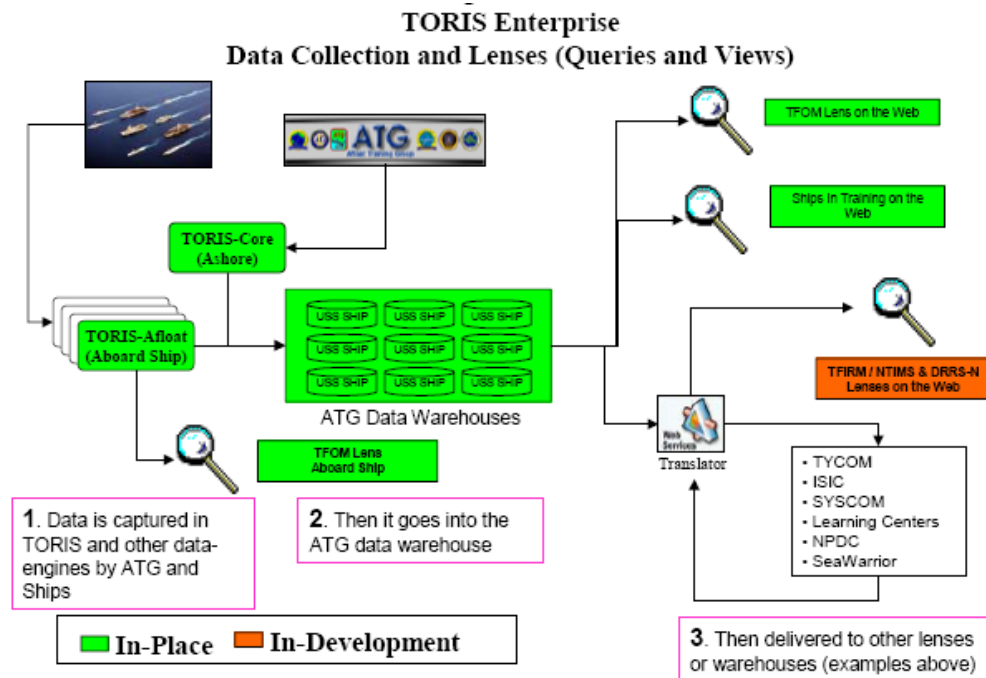 TORIS Enterprise
Data Collection and Lenses (Queries and Views)
ATG
Afloat Training Group
TFOM Lens on the Web
Ships in Training on the
Web
TORIS-Core
(Ashore)
TORIS-Afloat
(Aboard Ship)
USS SHIP USS SHIP USS SHIP
USS SHIP USS SHIP USS SHIP
USS SHIP USS SHIP USS SHIP
ATG Data Warehouses
TFIRM / NTIMS & DRRS-N
Lenses on the Web
Web
Services
Translator
TFOM Lens
Aboard Ship
▪ TYCOM
▪ ISIC
▪ SYSCOM
▪ Learning Centers
▪ NPDC
▪ SeaWarrior
1. Data is captured in
TORIS and other data-
engines by ATG and
Ships
2. Then it goes into the
ATG data warehouse
3. Then delivered to other lenses
or warehouses (examples above)
In-Place In-Development